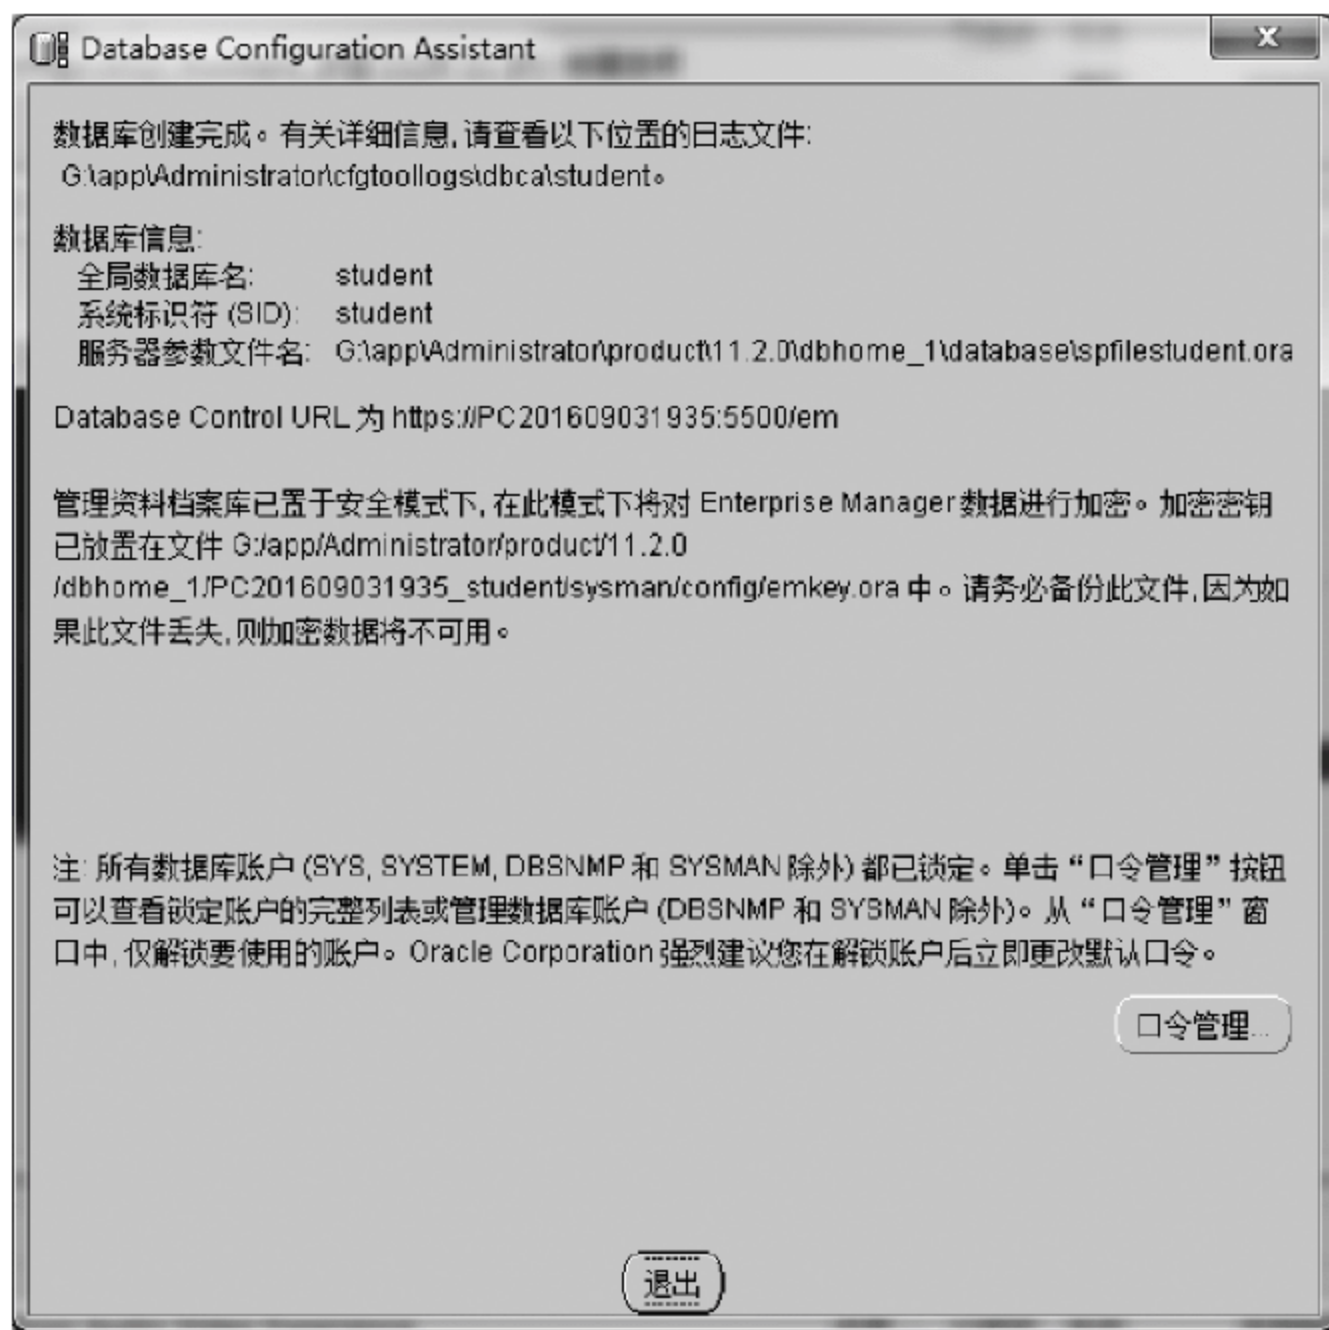 Database Configuration Assistant
数据库创建完成。有关详细信息,请查看以下位置的日志文件:
G:\app\Administrator\cfgtoollogs\dbca\student。
数据库信息:
全局数据库名: student
系统标识符 (SID): student
服务器参数文件名: G:\app\Administrator\product\11.2.0\dbhome_1\database\spfilestudent.ora
Database Control URL 为 https://PC201609031935:5500/em
管理资料档案库已置于安全模式下, 在此模式下将对 Enterprise Manager 数据进行加密。加密密钥
已放置在文件 G:/app/Administrator/product/11.2.0
/dbhome_1/PC201609031935_student/sysman/config/emkey.ora 中。请务必备份此文件, 因为如
果此文件丢失, 则加密数据将不可用。
注: 所有数据库账户 (SYS, SYSTEM, DBSNMP 和 SYSMAN 除外) 都已锁定。单击“口令管理”按钮
可以查看锁定账户的完整列表或管理数据库账户 (DBSNMP 和 SYSMAN 除外)。从“口令管理”窗
口中, 仅解锁要使用的账户。Oracle Corporation 强烈建议您在解锁账户后立即更改默认口令。
口令管理...
退出